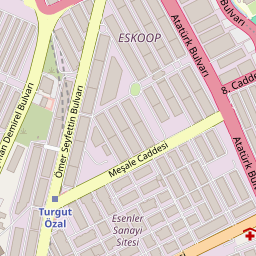 ESKOOP
Atatürk Bulvarı
Bulvarı
8. Cadde
Demirel Bulvarı
Ömer Seyfettin Bulvarı
Meşale Caddesi
Atatürk Bul
Turgut
Özal
Esenler
Sanayi
Sitesi